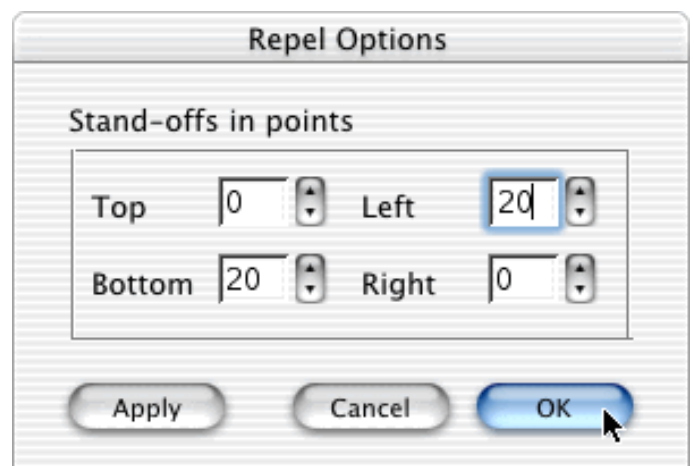 Repel Options
Stand-offs in points
Top 0 Left 20
Bottom 20 Right 0
Apply Cancel OK